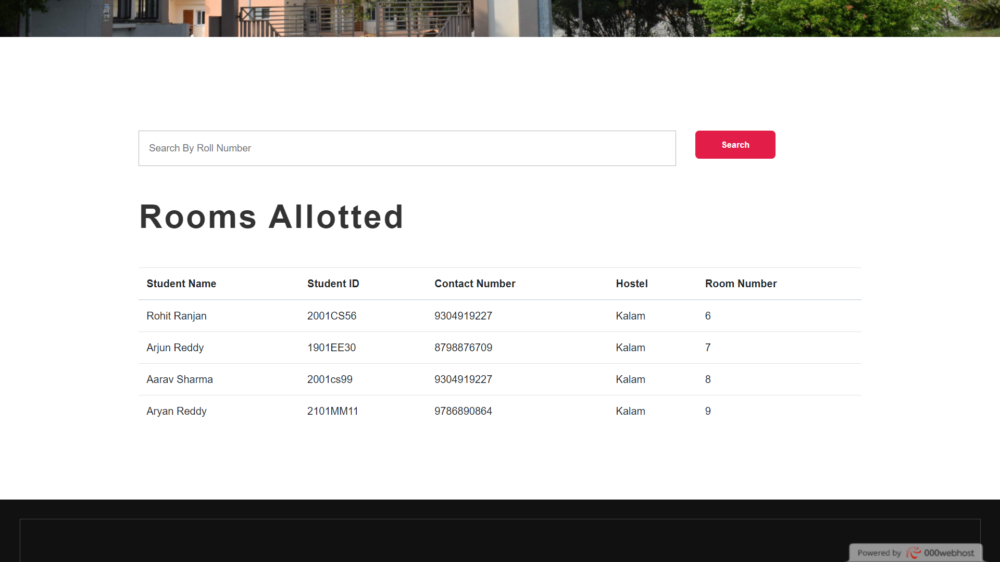 Search By Roll Number
Search
Rooms Allotted
Student Name Student ID Contact Number Hostel Room Number
Rohit Ranjan 2001CS56 9304919227 Kalam 6
Arjun Reddy 1901EE30 8798876709 Kalam 7
Aarav Sharma 2001cs99 9304919227 Kalam 8
Aryan Reddy 2101MM11 9786890864 Kalam 9
Powered by 000webhost